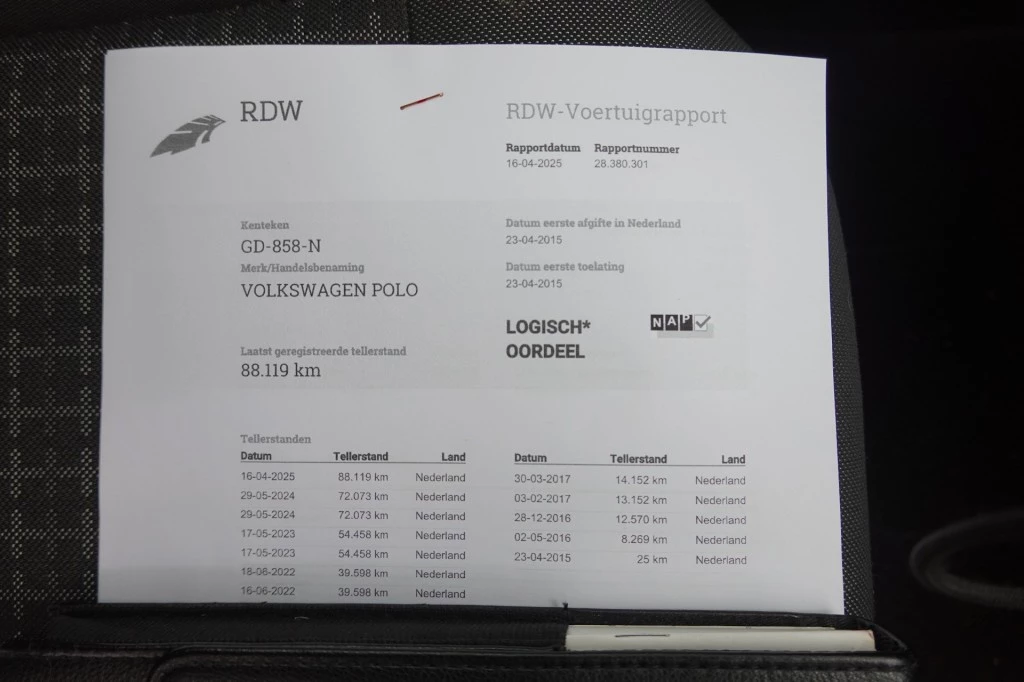 RDW
RDW-Voertuigrapport
Rapportdatum Rapportnummer
16-04-2025 28.380.301
Kenteken
GD-858-N
Merk/Handelsbenaming
VOLKSWAGEN POLO
Laatst geregistreerde tellerstand
88.119 km
Datum eerste afgifte in Nederland
23-04-2015
Datum eerste toelating
23-04-2015
LOGISCH*
OORDEEL
NAP
Tellerstanden
Datum Tellerstand Land
16-04-2025 88.119 km Nederland
29-05-2024 72.073 km Nederland
29-05-2024 72.073 km Nederland
17-05-2023 54.458 km Nederland
17-05-2023 54.458 km Nederland
18-06-2022 39.598 km Nederland
16-06-2022 39.598 km Nederland
Datum Tellerstand Land
30-03-2017 14.152 km Nederland
03-02-2017 13.152 km Nederland
28-12-2016 12.570 km Nederland
02-05-2016 8.269 km Nederland
23-04-2015 25 km Nederland